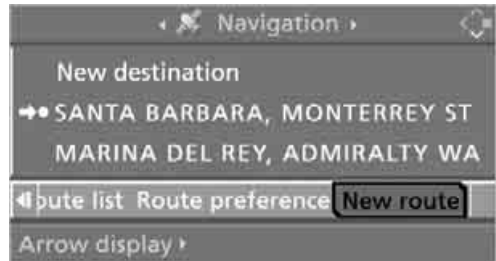 Navigation
New destination
SANTA BARBARA, MONTERREY ST
MARINA DEL REY, ADMIRALTY WA
oute list Route preference New route
Arrow display